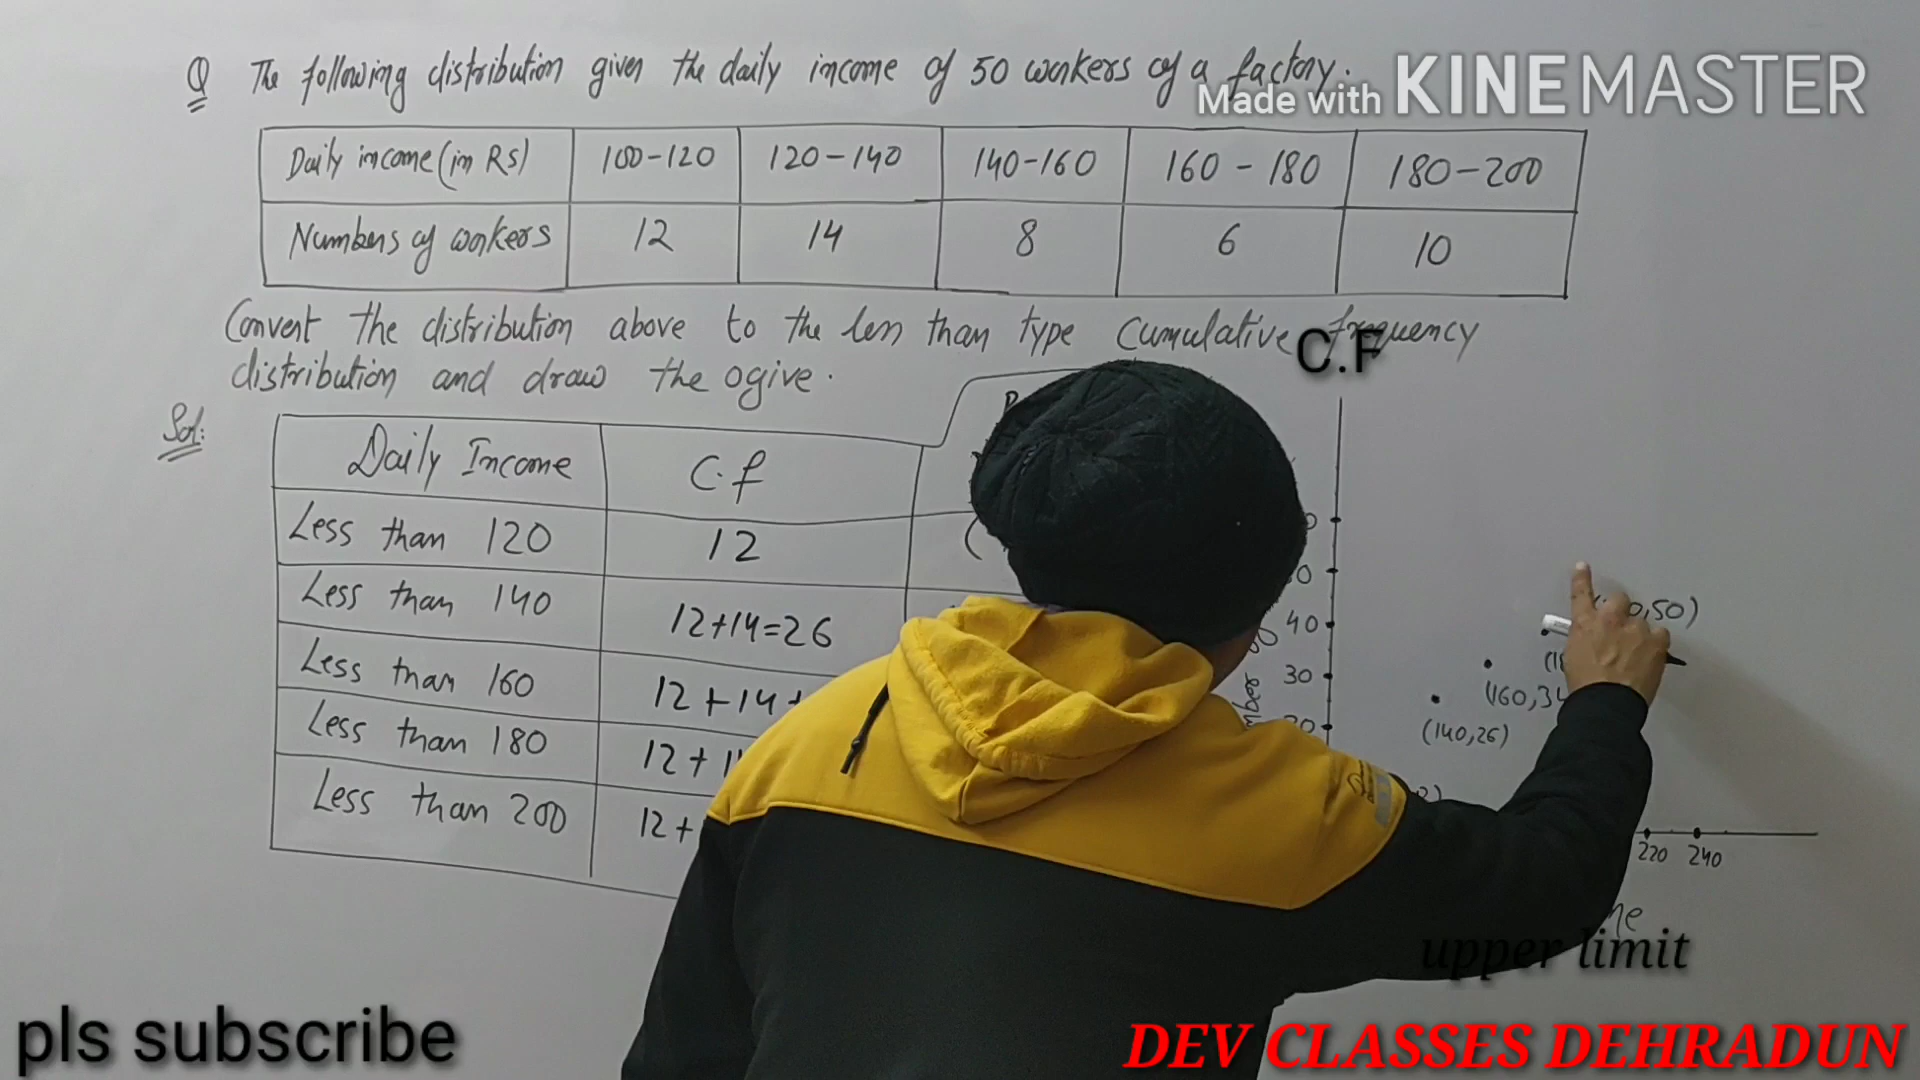 Q The following distribution given the daily income of 50 workers of a factory.
Made with KINEMASTER
Daily income (in Rs) 100-120 120-140 140-160 160-180 180-200
Numbers of workers 12 14 8 6 10
Convert the distribution above to the less than type cumulative frequency
C.F
distribution and draw the ogive.
Sol:
Daily Income C.f
Less than 120 12
Less than 140 12+14=26
Less than 160 12+14+
Less than 180 12+
Less than 200 12+
40
30
,50)
(160,34
(140,26)
220 240
upper limit
pls subscribe
DEV CLASSES DEHRADUN